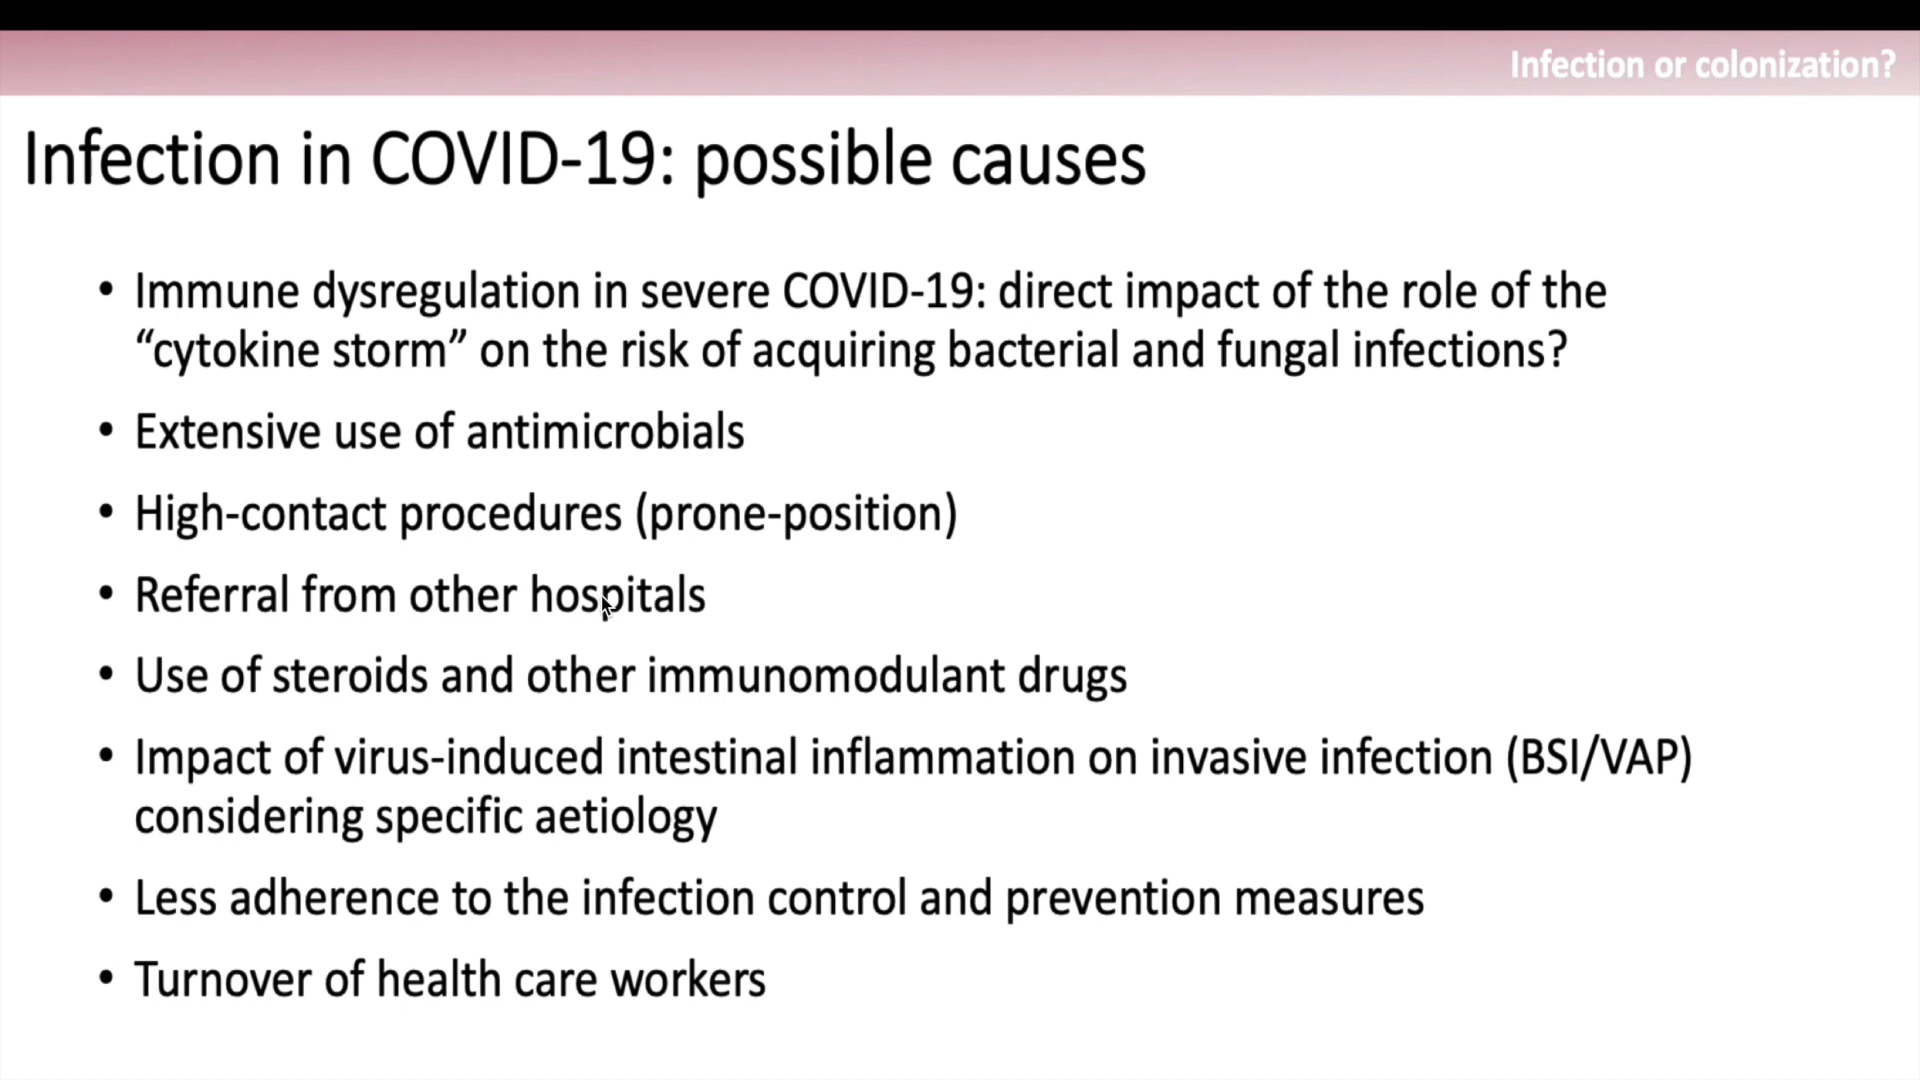 Infection or colonization?
Infection in COVID-19: possible causes
• Immune dysregulation in severe COVID-19: direct impact of the role of the
“cytokine storm” on the risk of acquiring bacterial and fungal infections?
• Extensive use of antimicrobials
• High-contact procedures (prone-position)
• Referral from other hospitals
• Use of steroids and other immunomodulant drugs
• Impact of virus-induced intestinal inflammation on invasive infection (BSI/VAP)
considering specific aetiology
• Less adherence to the infection control and prevention measures
• Turnover of health care workers